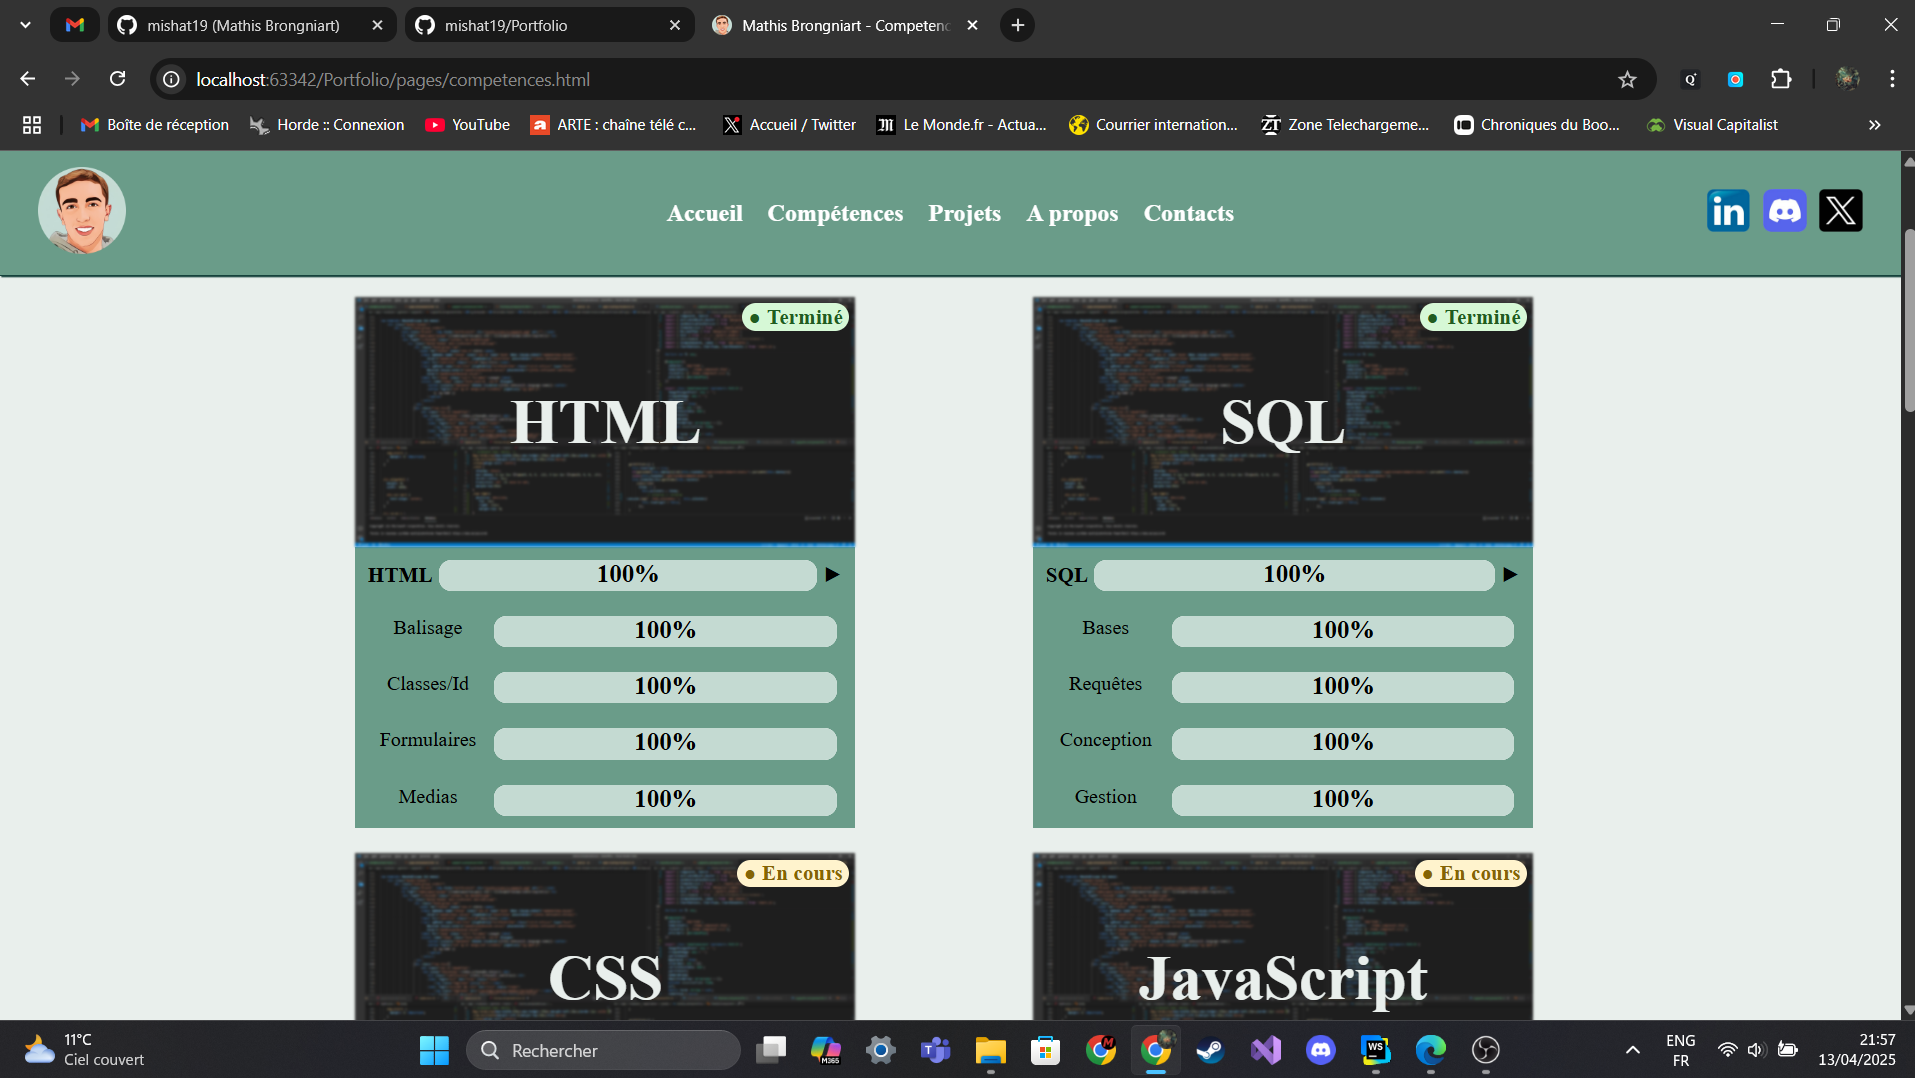 mishat19 (Mathis Brongniart)
mishat19/Portfolio
Mathis Brongniart - Competenc
localhost:63342/Portfolio/pages/competences.html
Boîte de réception
Horde :: Connexion
YouTube
ARTE : chaîne télé c...
Accueil / Twitter
Le Monde.fr - Actua...
Courrier internation...
Zone Telechargeme...
Chroniques du Boo...
Visual Capitalist
Accueil Compétences Projets A propos Contacts
● Terminé
HTML
HTML 100% ►
Balisage 100%
Classes/Id 100%
Formulaires 100%
Medias 100%
● Terminé
SQL
SQL 100% ►
Bases 100%
Requêtes 100%
Conception 100%
Gestion 100%
● En cours
CSS
● En cours
JavaScript
11°C
Ciel couvert
Rechercher
ENG
FR
21:57
13/04/2025